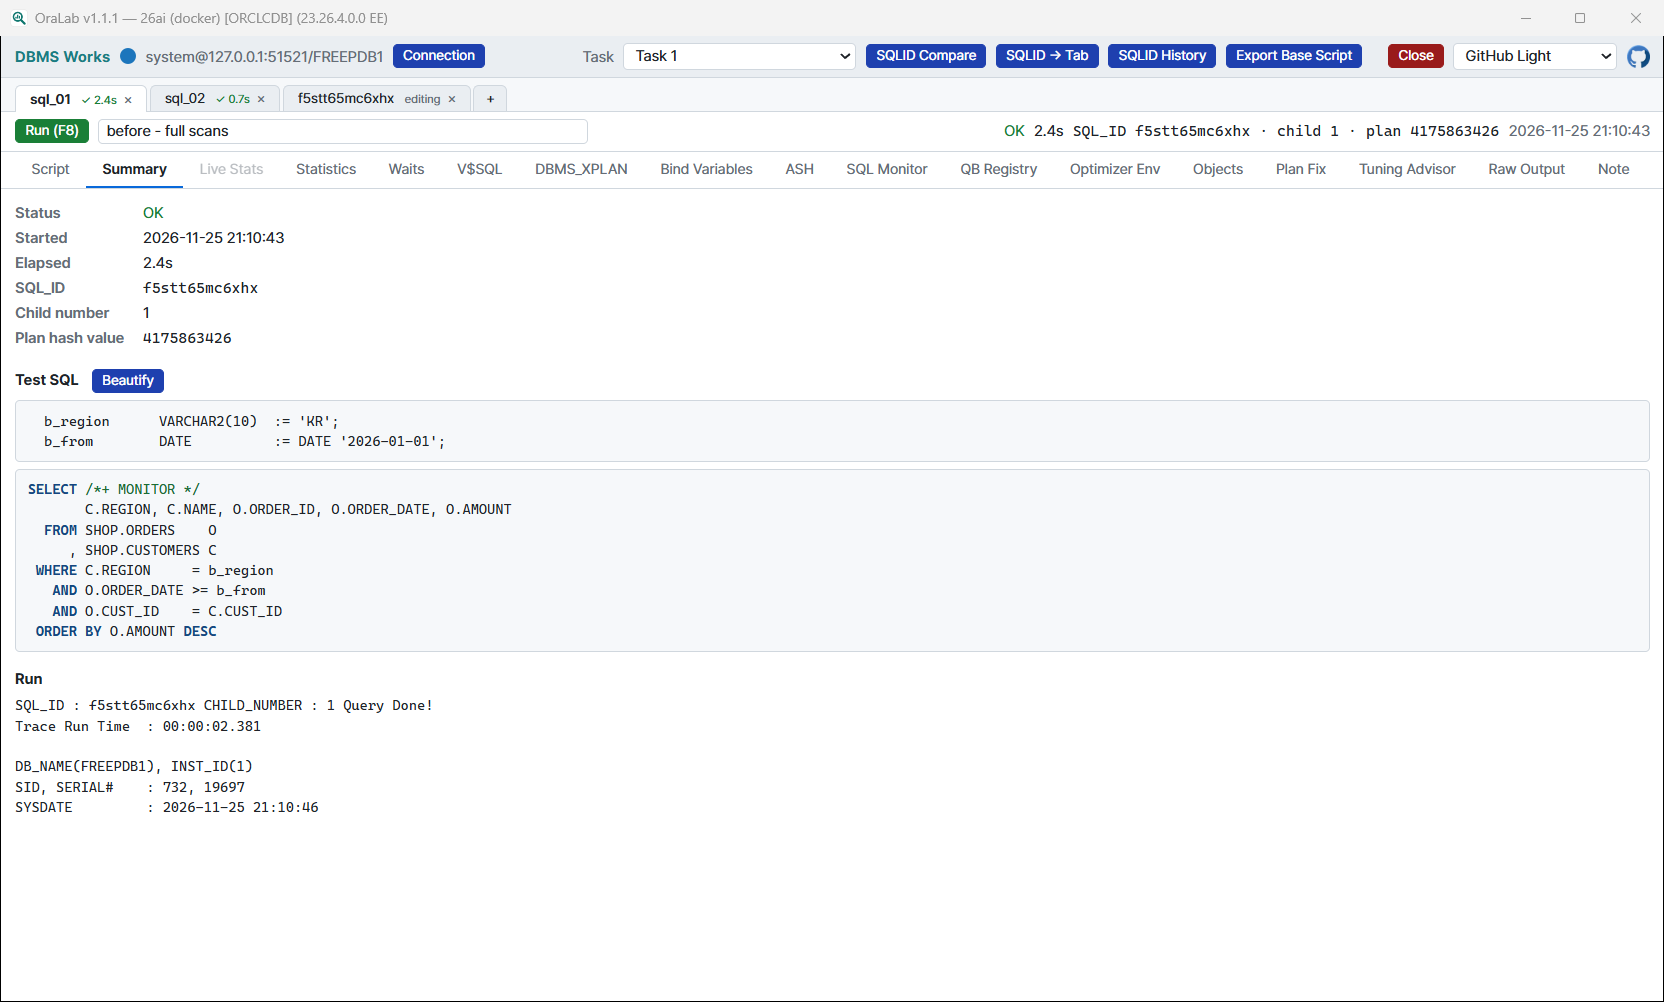 OraLab v1.1.1 — 26ai (docker) [ORCLCDB] (23.26.4.0.0 EE)
DBMS Works system@127.0.0.1:51521/FREEPDB1 Connection Task Task 1 SQLID Compare SQLID → Tab SQLID History Export Base Script Close GitHub Light
sql_01 ✓ 2.4s × sql_02 ✓ 0.7s × f5stt65mc6xhx editing × +
Run (F8) before - full scans OK 2.4s SQL_ID f5stt65mc6xhx · child 1 · plan 4175863426 2026-11-25 21:10:43
Script Summary Live Stats Statistics Waits V$SQL DBMS_XPLAN Bind Variables ASH SQL Monitor QB Registry Optimizer Env Objects Plan Fix Tuning Advisor Raw Output Note
Status OK
Started 2026-11-25 21:10:43
Elapsed 2.4s
SQL_ID f5stt65mc6xhx
Child number 1
Plan hash value 4175863426
Test SQL Beautify
b_region VARCHAR2(10) := 'KR';
b_from DATE := DATE '2026-01-01';
SELECT /*+ MONITOR */
C.REGION, C.NAME, O.ORDER_ID, O.ORDER_DATE, O.AMOUNT
FROM SHOP.ORDERS O
, SHOP.CUSTOMERS C
WHERE C.REGION = b_region
AND O.ORDER_DATE >= b_from
AND O.CUST_ID = C.CUST_ID
ORDER BY O.AMOUNT DESC
Run
SQL_ID : f5stt65mc6xhx CHILD_NUMBER : 1 Query Done!
Trace Run Time : 00:00:02.381
DB_NAME(FREEPDB1), INST_ID(1)
SID, SERIAL# : 732, 19697
SYSDATE : 2026-11-25 21:10:46